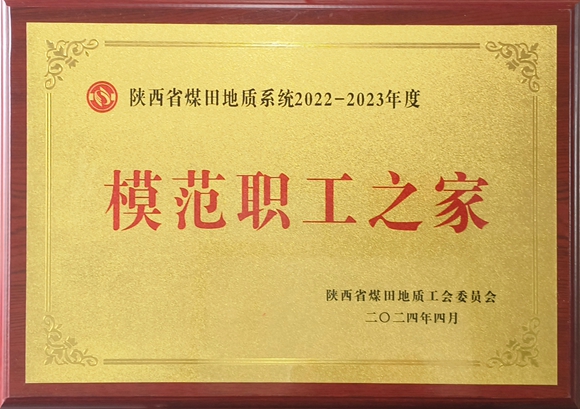 陕西省煤田地质系统2022-2023年度
模范职工之家
陕西省煤田地质工会委员会
二〇二四年四月